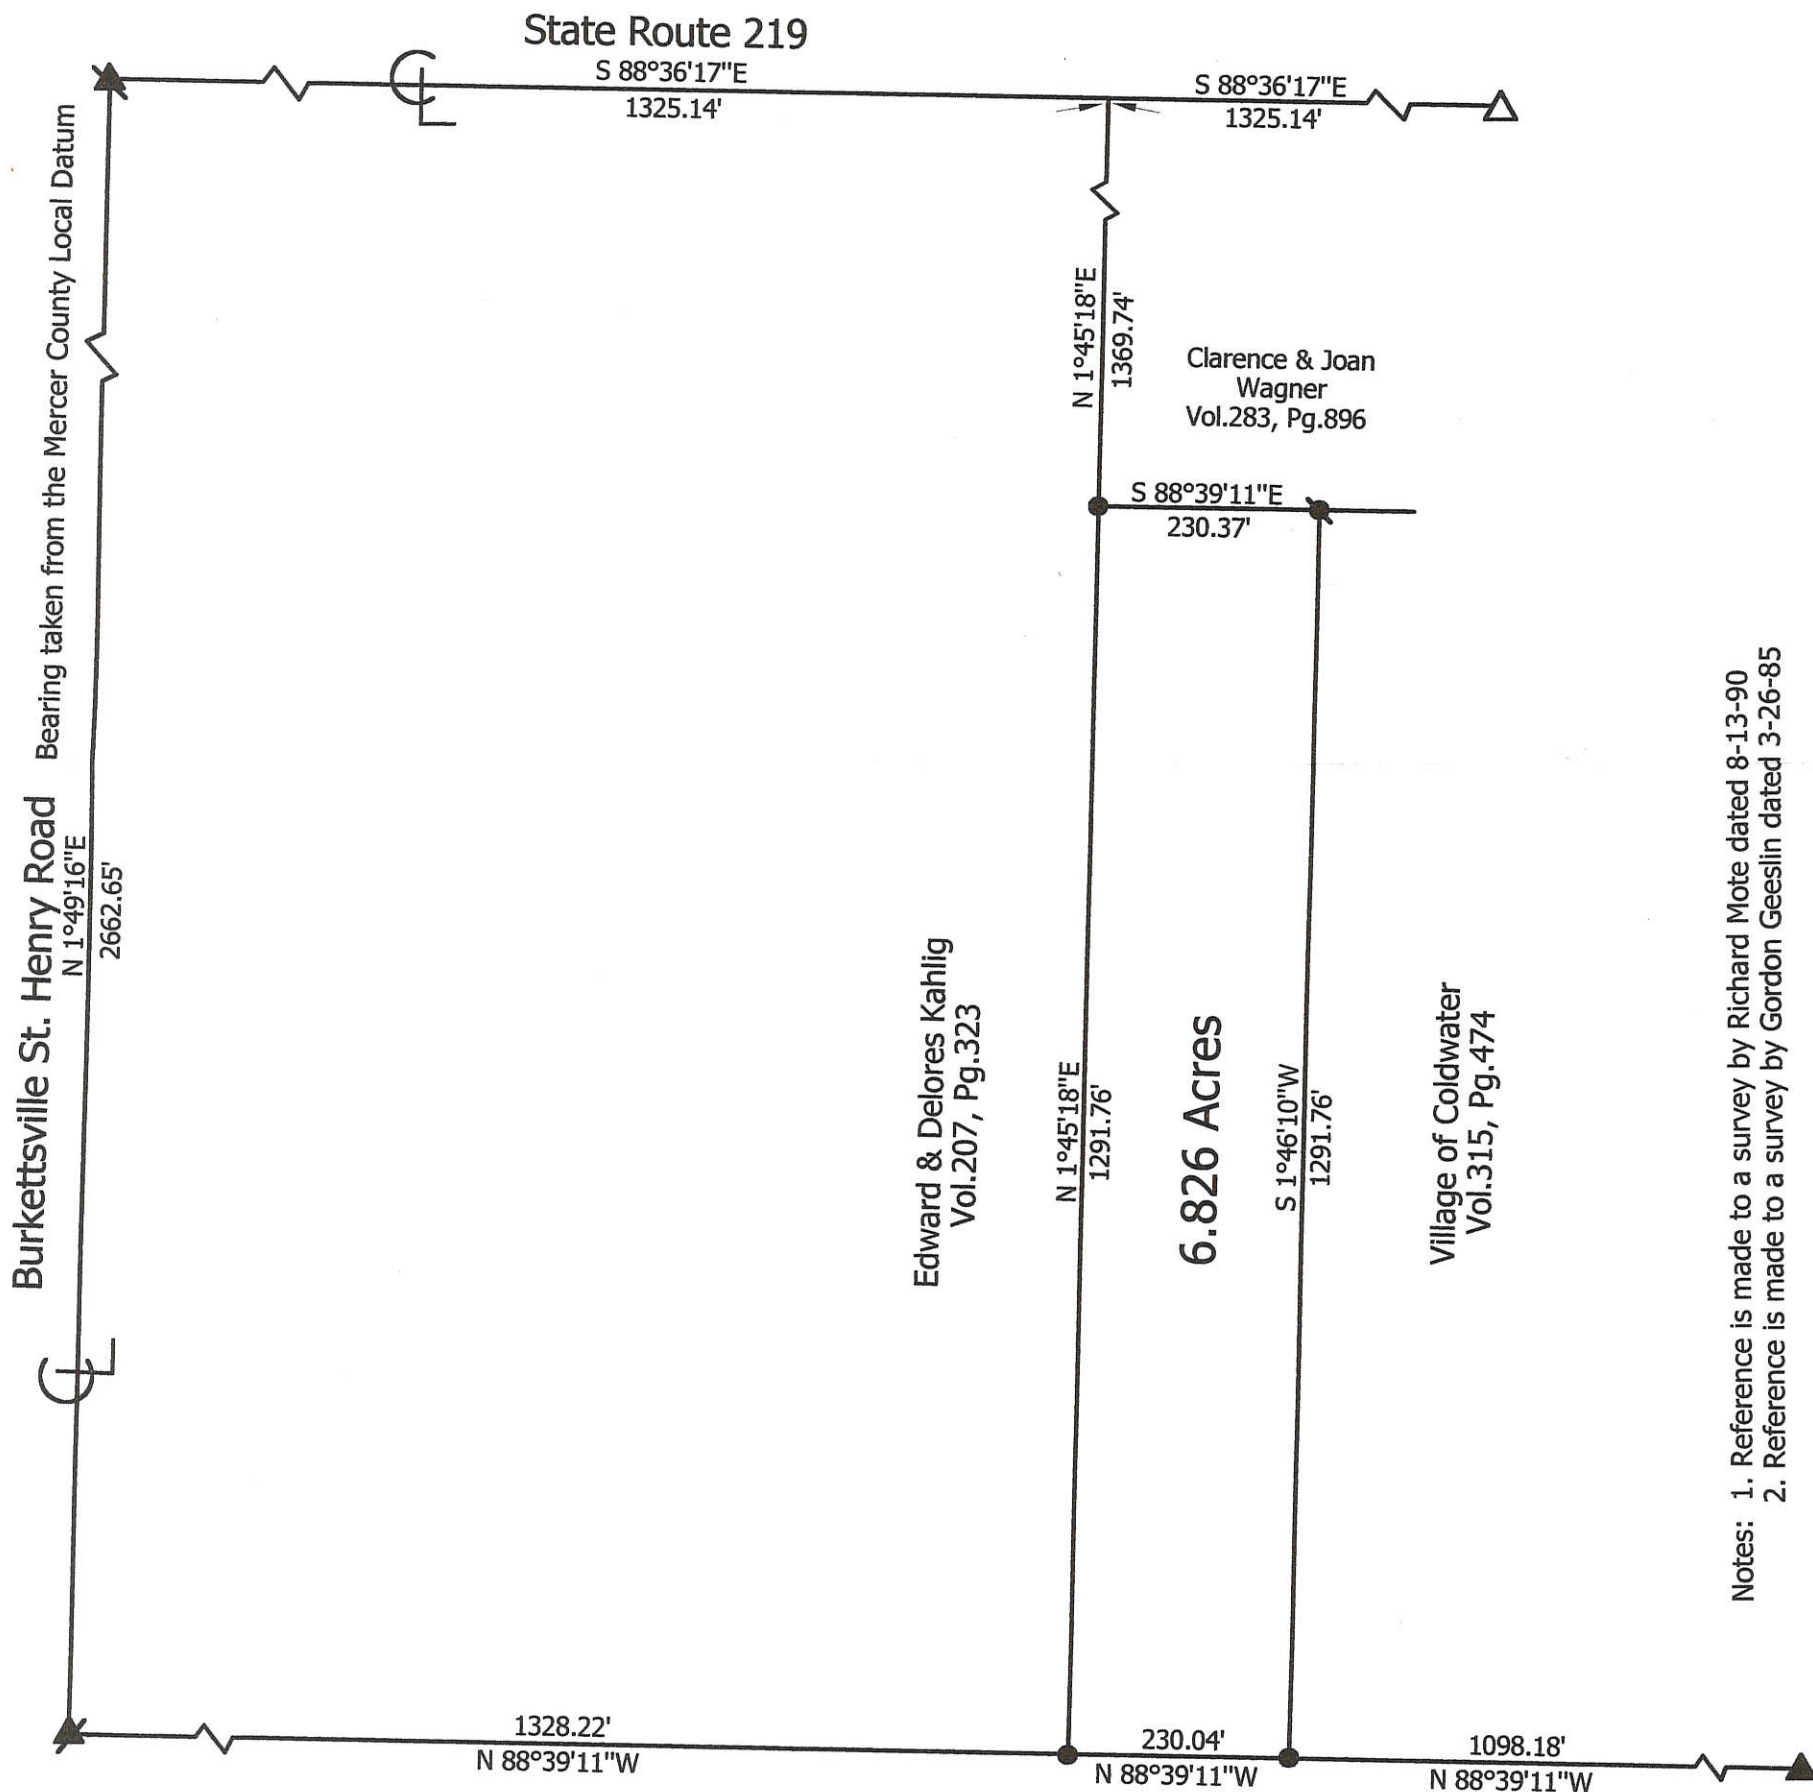 State Route 219
S 88°36'17"E
1325.14'
S 88°36'17"E
1325.14'
Burkettsville St. Henry Road
Bearing taken from the Mercer County Local Datum
N 1°49'16"E
2662.65'
N 1°45'18"E
1369.74'
Clarence & Joan
Wagner
Vol.283, Pg.896
S 88°39'11"E
230.37'
Edward & Delores Kahlig
Vol.207, Pg.323
N 1°45'18"E
1291.76'
6.826 Acres
S 1°46'10"W
1291.76'
Village of Coldwater
Vol.315, Pg.474
Notes: 1. Reference is made to a survey by Richard Mote dated 8-13-90
2. Reference is made to a survey by Gordon Geeslin dated 3-26-85
1328.22'
N 88°39'11"W
230.04'
N 88°39'11"W
1098.18'
N 88°39'11"W